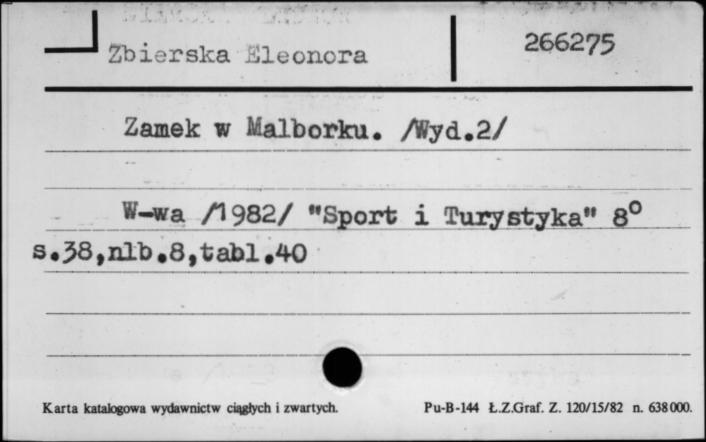 Zbierska Eleonora
266275
Zamek w Malborku. /Wyd.2/
W-wa /1982/ "Sport i Turystyka" 8°
s.38,nlb.8,tabl.40
Karta katalogowa wydawnictw ciągłych i zwartych.
Pu-B-144 Ł.Z.Graf. Z. 120/15/82 n. 638000.